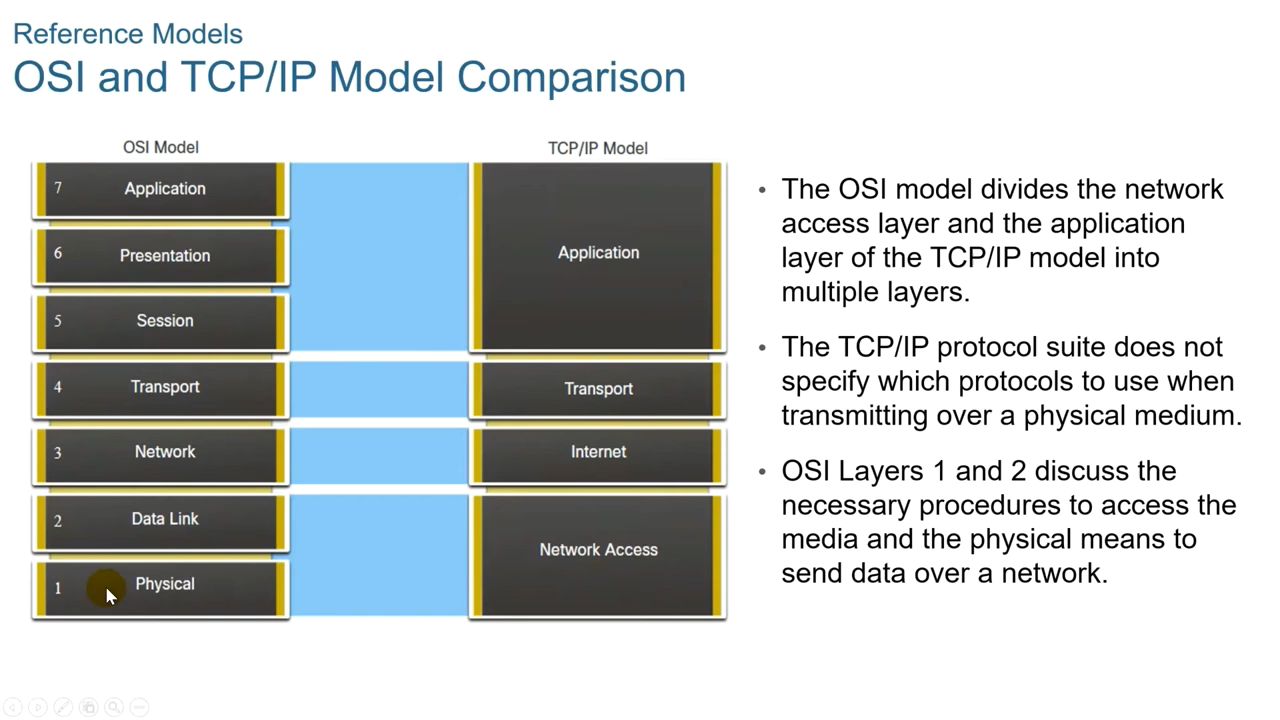 Reference Models
OSI and TCP/IP Model Comparison
OSI Model
7 Application
6 Presentation
5 Session
4 Transport
3 Network
2 Data Link
1 Physical
TCP/IP Model
Application
Transport
Internet
Network Access
• The OSI model divides the network
access layer and the application
layer of the TCP/IP model into
multiple layers.
• The TCP/IP protocol suite does not
specify which protocols to use when
transmitting over a physical medium.
• OSI Layers 1 and 2 discuss the
necessary procedures to access the
media and the physical means to
send data over a network.